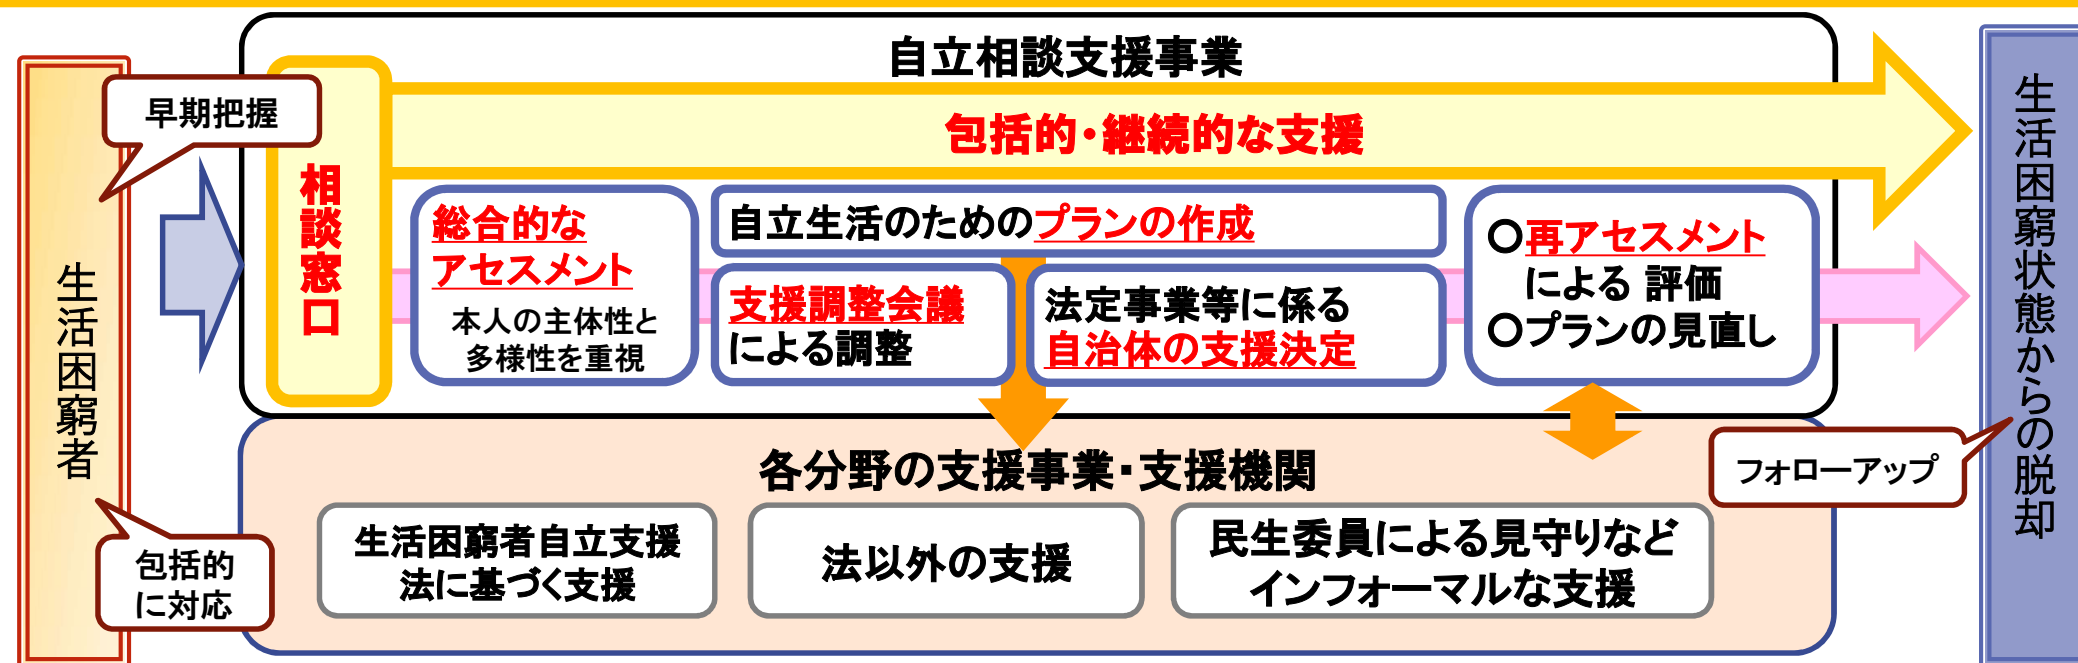 自立相談支援事業
早期把握
包括的・継続的な支援
相談窓口
生活困窮者
総合的な
アセスメント
本人の主体性と
多様性を重視
自立生活のためのプランの作成
支援調整会議
による調整
法定事業等に係る
自治体の支援決定
○再アセスメント
による 評価
○プランの見直し
生活困窮状態からの脱却
各分野の支援事業・支援機関
フォローアップ
包括的
に対応
生活困窮者自立支援
法に基づく支援
法以外の支援
民生委員による見守りなど
インフォーマルな支援